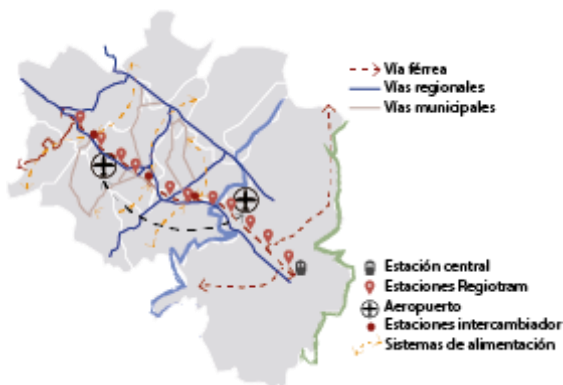 Vía férrea
Vías regionales
Vías municipales
Estación central
Estaciones Regiotram
Aeropuerto
Estaciones intercambiador
Sistemas de alimentación